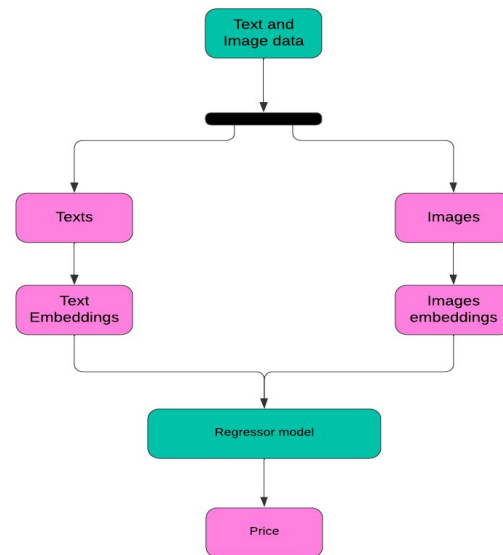 Text and
Image data
Texts
Images
Text
Embeddings
Images
embeddings
Regressor model
Price